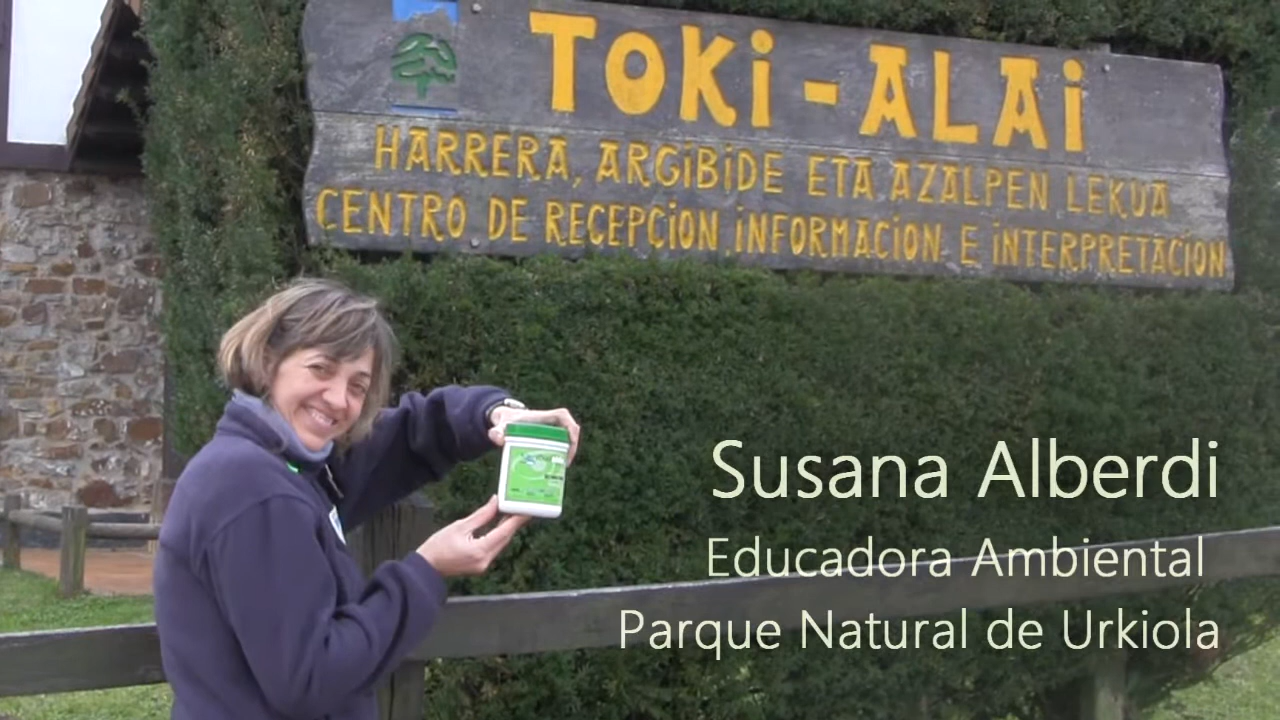 TOKi-ALAi
HARRERA, ARGiBiDE ETA AZALPEN LEKUA
CENTRO DE RECEPCiON iNFORMACiON E iNTERPRETACiON
Susana Alberdi
Educadora Ambiental
Parque Natural de Urkiola